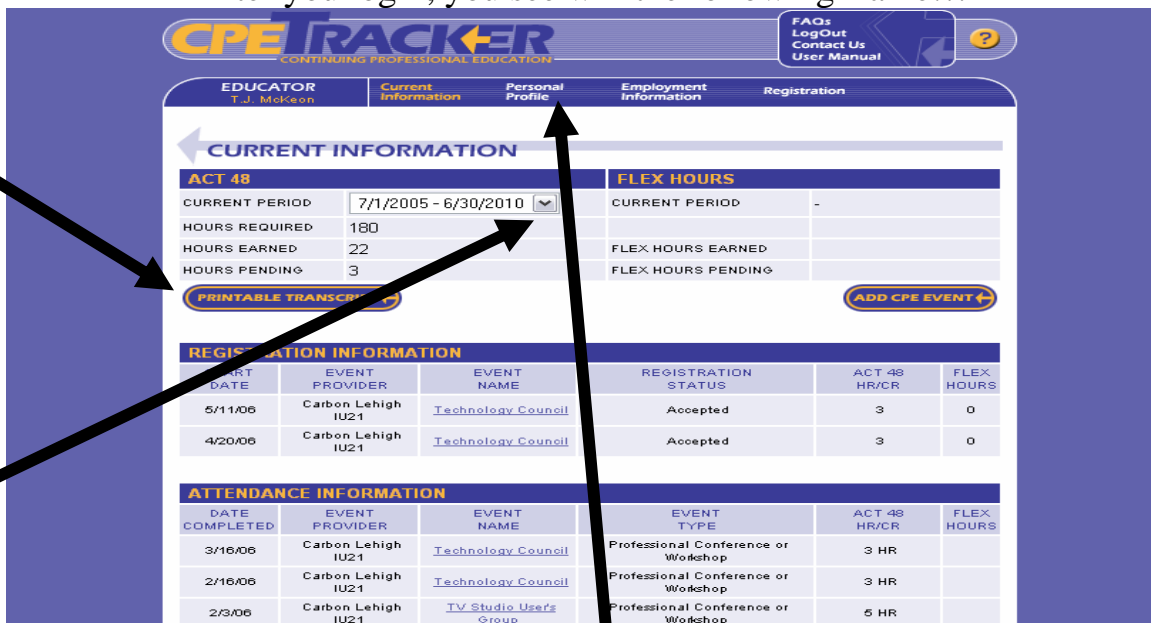 you login, you see
CPETRACKER
CONTINUING PROFESSIONAL EDUCATION
FAQs
LogOut
Contact Us
User Manual
?
EDUCATOR
T.J. McKeon
Current Information
Personal Profile
Employment Information
Registration
CURRENT INFORMATION
ACT 48 FLEX HOURS
CURRENT PERIOD 7/1/2005 - 6/30/2010 CURRENT PERIOD -
HOURS REQUIRED 180
HOURS EARNED 22 FLEX HOURS EARNED
HOURS PENDING 3 FLEX HOURS PENDING
PRINTABLE ADD CPE EVENT
REGISTRATION INFORMATION
START DATE EVENT PROVIDER EVENT NAME REGISTRATION STATUS ACT 48 HR/CR FLEX HOURS
5/11/06 Carbon Lehigh IU21 Technology Council Accepted 3 0
4/20/06 Carbon Lehigh IU21 Technology Council Accepted 3 0
ATTENDANCE INFORMATION
DATE COMPLETED EVENT PROVIDER EVENT NAME EVENT TYPE ACT 48 HR/CR FLEX HOURS
3/16/06 Carbon Lehigh IU21 Technology Council Professional Conference or Workshop 3 HR
2/16/06 Carbon Lehigh IU21 Technology Council Professional Conference or Workshop 3 HR
2/3/06 Carbon Lehigh IU21 TV Studio User's Group Professional Conference or Workshop 5 HR